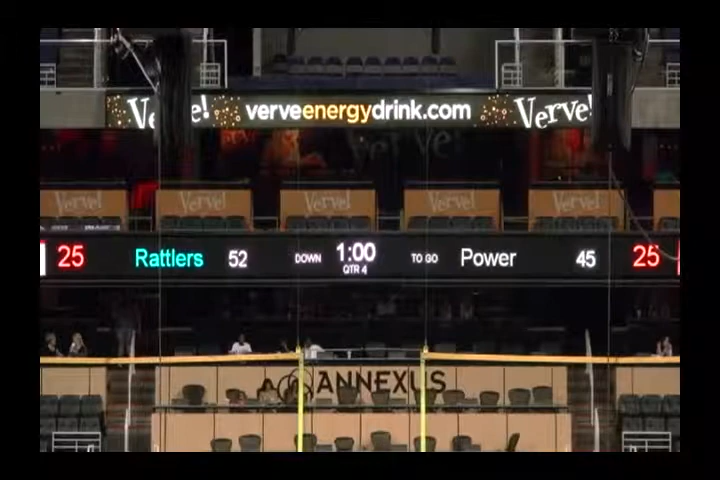 Verve! verveenergydrink.com Verve!
Verve! Verve! Verve! Verve! Verve!
25 Rattlers 52 DOWN 1:00 TO GO Power 45 25
QTR 4
ANNEXUS